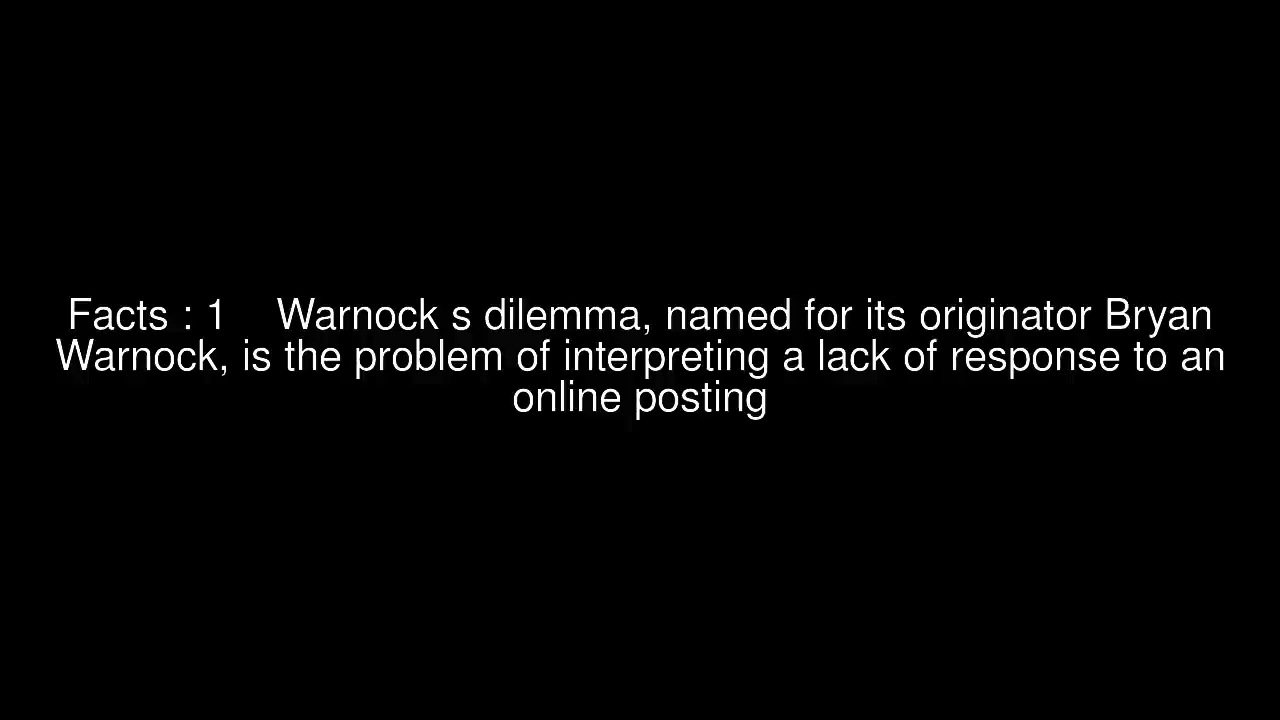 Facts : 1 Warnock s dilemma, named for its originator Bryan
Warnock, is the problem of interpreting a lack of response to an
online posting